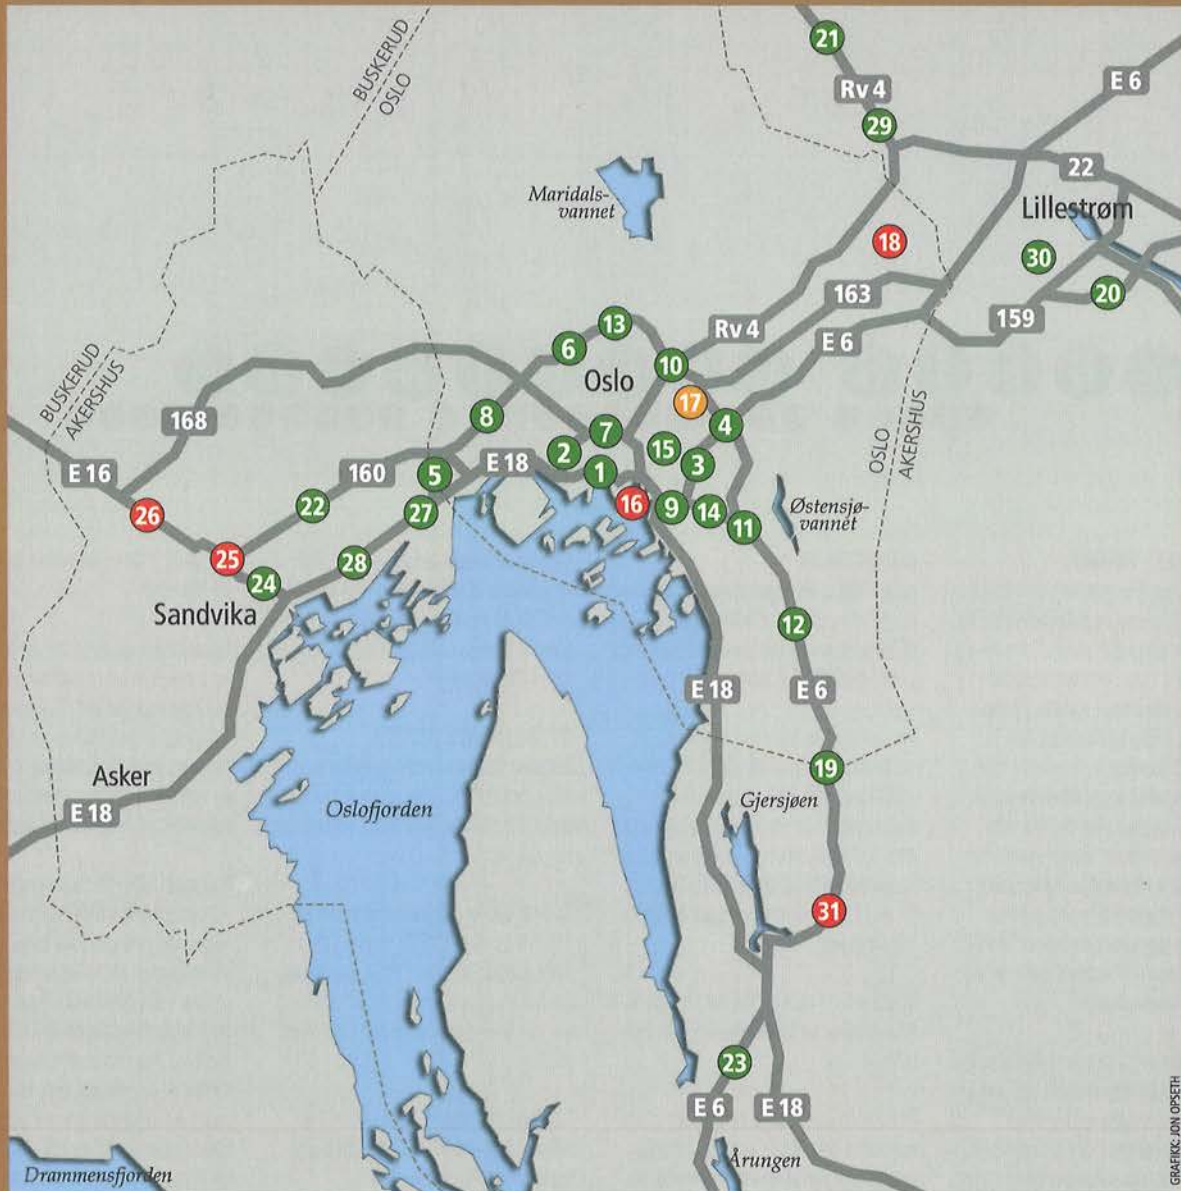 BUSKERUD
OSLO
21
Rv 4
E 6
29
22
Maridals-
vannet
Lillestrøm
18
30
163
20
13
Rv 4
159
6
E 6
BUSKERUD
AKERSHUS
10
Oslo
17
8
168
4
7
15
OSLO
AKERSHUS
2
E 18
3
E 16
160
5
1
16
Østensjø-
vannet
26
22
27
9
14
11
25
28
24
Sandvika
12
E 18
E 6
19
Asker
Gjersjøen
E 18
Oslofjorden
31
23
E 6
E 18
Årungen
Drammensfjorden
GRAFIKK: JON OPSETH